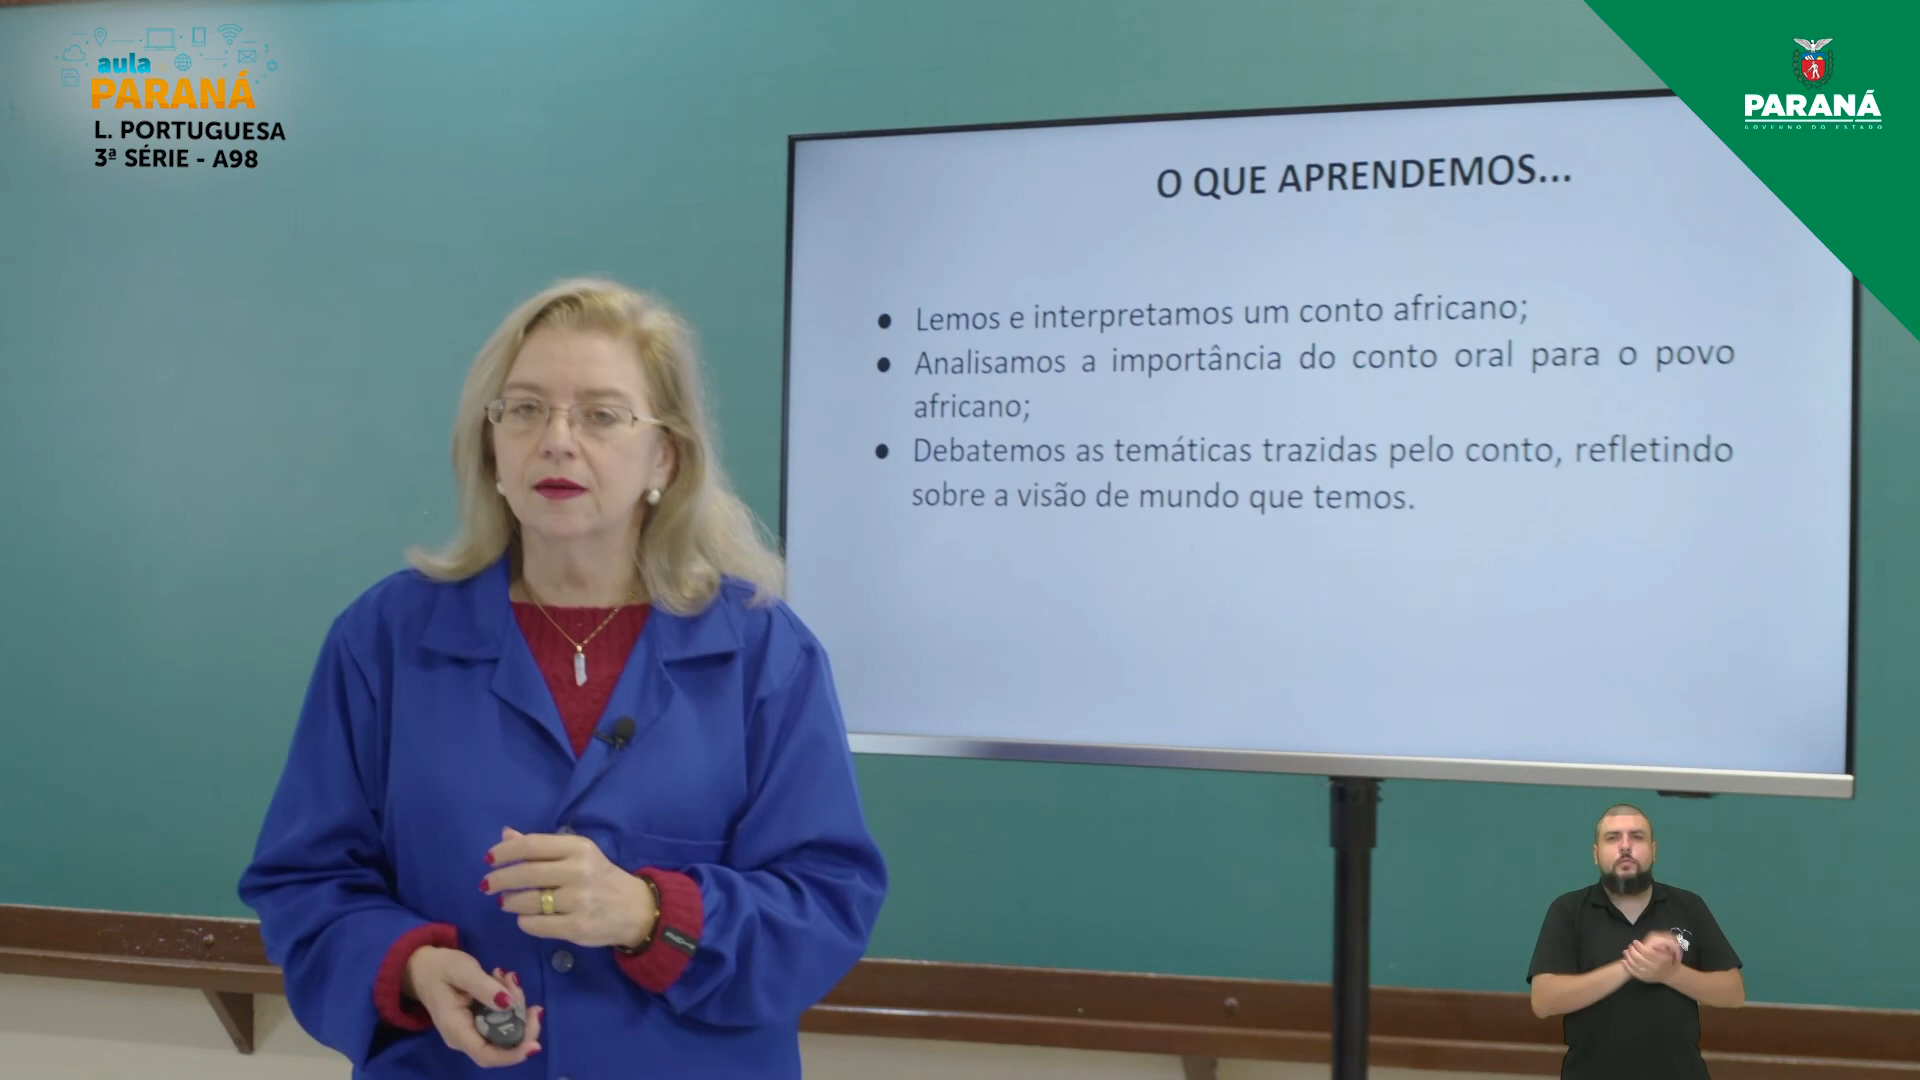 aula
PARANÁ
L. PORTUGUESA
3ª SÉRIE - A98
PARANÁ
GOVERNO DO ESTADO
O QUE APRENDEMOS...
● Lemos e interpretamos um conto africano;
● Analisamos a importância do conto oral para o povo
africano;
● Debatemos as temáticas trazidas pelo conto, refletindo
sobre a visão de mundo que temos.